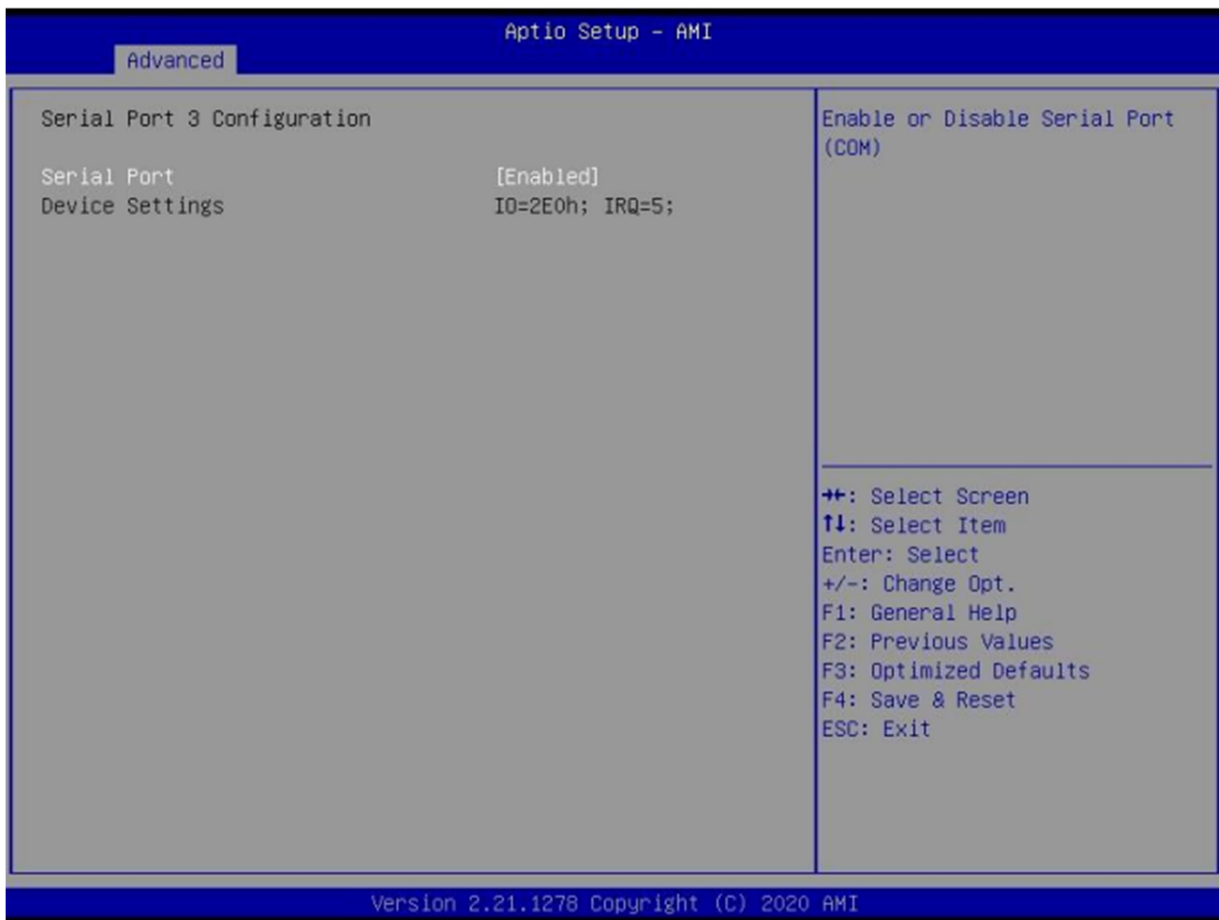 Aptio Setup – AMI
Advanced
Serial Port 3 Configuration
Serial Port [Enabled]
Device Settings IO=2E0h; IRQ=5;
Enable or Disable Serial Port
(COM)
→←: Select Screen
↑↓: Select Item
Enter: Select
+/-: Change Opt.
F1: General Help
F2: Previous Values
F3: Optimized Defaults
F4: Save & Reset
ESC: Exit
Version 2.21.1278 Copyright (C) 2020 AMI